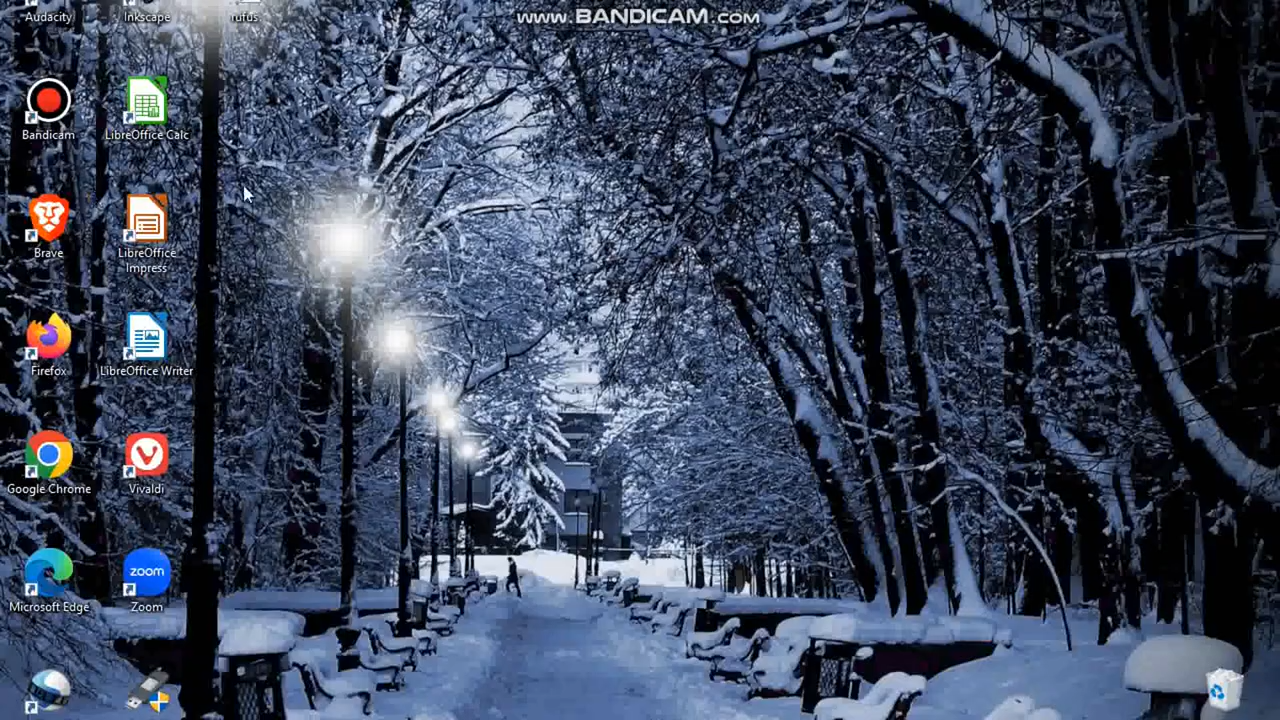 www.BANDICAM.com
Audacity
Inkscape
rufus
Bandicam
LibreOffice Calc
Brave
LibreOffice
Impress
Firefox
LibreOffice Writer
Google Chrome
Vivaldi
Microsoft Edge
zoom
Zoom